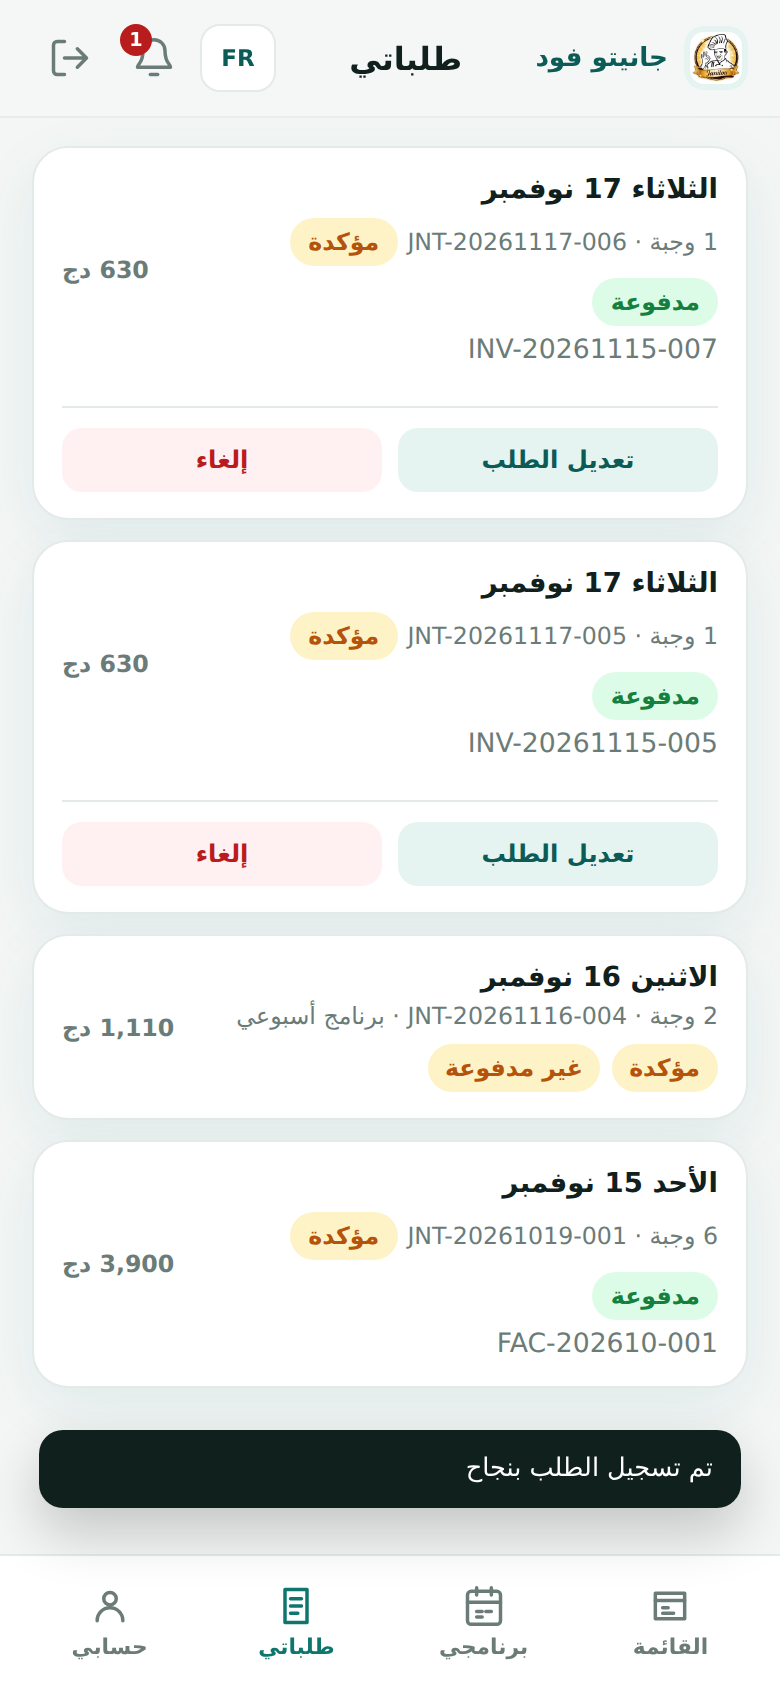 جانيتو فود
طلباتي
FR
1
الثلاثاء 17 نوفمبر
1 وجبة · JNT-20261117-006 مؤكدة
مدفوعة
INV-20261115-007
630 دج
تعديل الطلب
إلغاء
الثلاثاء 17 نوفمبر
1 وجبة · JNT-20261117-005 مؤكدة
مدفوعة
INV-20261115-005
630 دج
تعديل الطلب
إلغاء
الاثنين 16 نوفمبر
2 وجبة · JNT-20261116-004 · برنامج أسبوعي
مؤكدة غير مدفوعة
1,110 دج
الأحد 15 نوفمبر
6 وجبة · JNT-20261019-001 مؤكدة
مدفوعة
FAC-202610-001
3,900 دج
تم تسجيل الطلب بنجاح
القائمة
برنامجي
طلباتي
حسابي